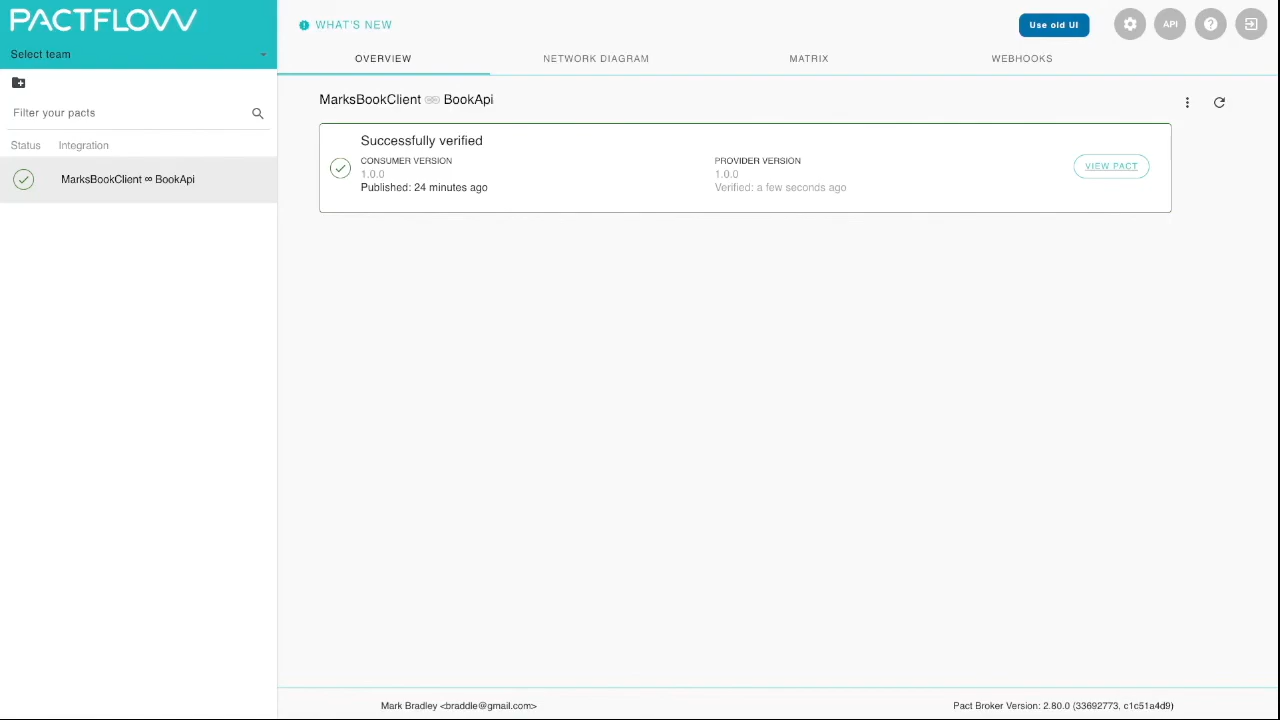 PACTFLOW
Select team
Filter your pacts
Status Integration
MarksBookClient ∞ BookApi
WHAT'S NEW
Use old UI
API
OVERVIEW NETWORK DIAGRAM MATRIX WEBHOOKS
MarksBookClient BookApi
Successfully verified
CONSUMER VERSION
1.0.0
Published: 24 minutes ago
PROVIDER VERSION
1.0.0
Verified: a few seconds ago
VIEW PACT
Mark Bradley <braddle@gmail.com>
Pact Broker Version: 2.80.0 (33692773, c1c51a4d9)